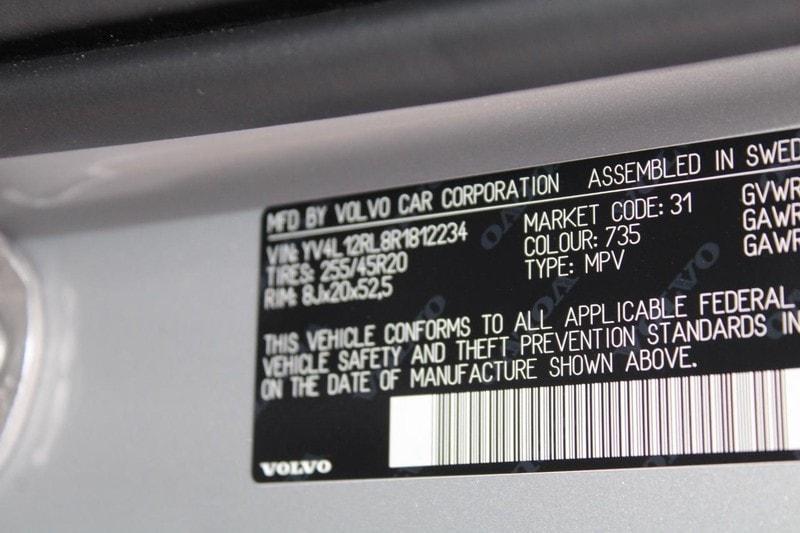 MFD BY VOLVO CAR CORPORATION ASSEMBLED IN SWED
VIN: YV4L12RL8R1812234 MARKET CODE: 31 GVWR
TIRES: 255/45R20 COLOUR: 735 GAWR
RIM: 8Jx20x52,5 TYPE: MPV GAWR
THIS VEHICLE CONFORMS TO ALL APPLICABLE FEDERAL
VEHICLE SAFETY AND THEFT PREVENTION STANDARDS IN
ON THE DATE OF MANUFACTURE SHOWN ABOVE.
VOLVO